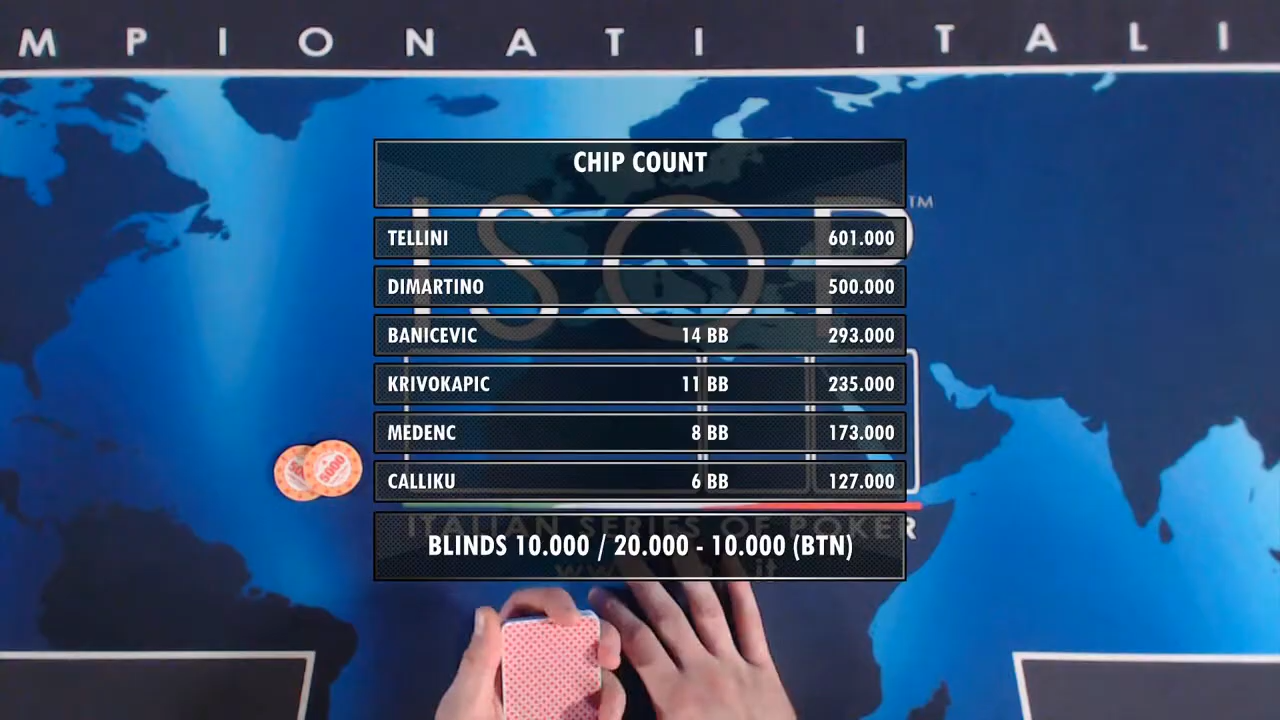 MPIONATI ITALI
CHIP COUNT
ISOP™
TELLINI 601.000
DIMARTINO 500.000
BANICEVIC 14 BB 293.000
KRIVOKAPIC 11 BB 235.000
MEDENC 8 BB 173.000
CALLIKU 6 BB 127.000
5000
ITALIAN SERIES OF POKER
BLINDS 10.000 / 20.000 - 10.000 (BTN)